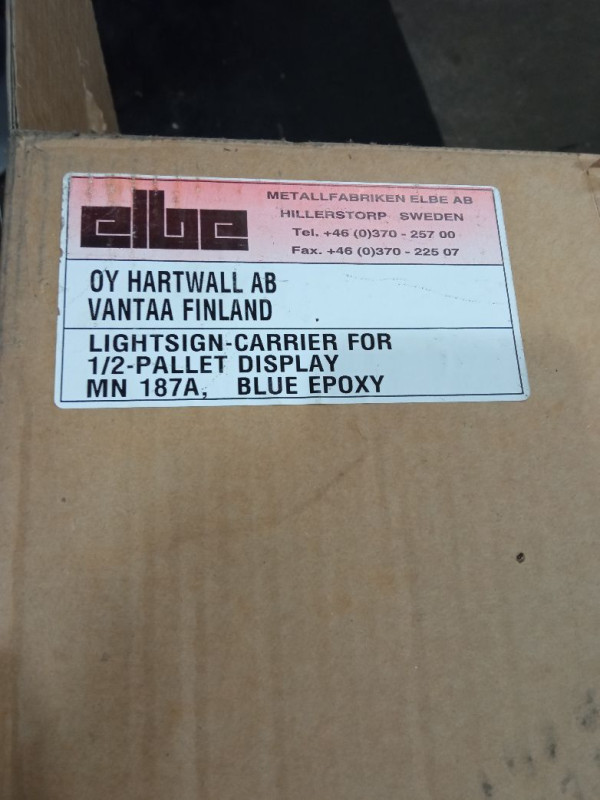 elbe
METALLFABRIKEN ELBE AB
HILLERSTORP SWEDEN
Tel. +46 (0)370 - 257 00
Fax. +46 (0)370 - 225 07
OY HARTWALL AB
VANTAA FINLAND
LIGHTSIGN-CARRIER FOR
1/2-PALLET DISPLAY
MN 187A, BLUE EPOXY